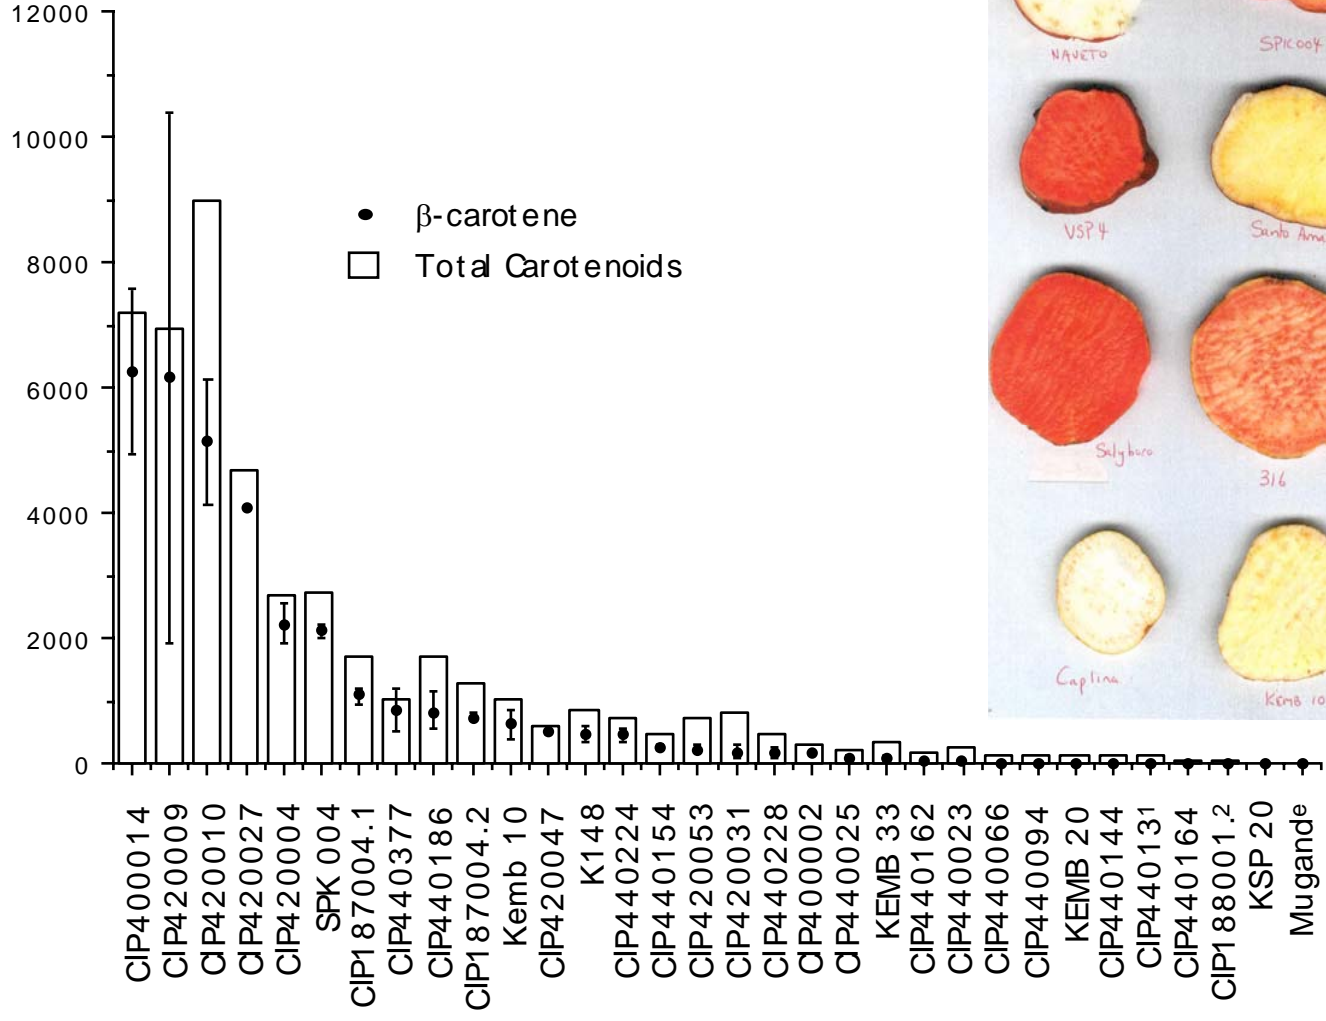 12000
10000
8000
6000
4000
2000
0
β-carotene
Total Carotenoids
CIP400014
CIP420009
CIP420010
CIP420027
CIP420004
SPK 004
CIP187004.1
CIP440377
CIP440186
CIP187004.2
Kemb 10
CIP420047
K148
CIP440224
CIP440154
CIP420053
CIP420031
CIP440228
CIP400002
CIP440025
KEMB 33
CIP440162
CIP440023
CIP440066
CIP440094
KEMB 20
CIP440144
CIP440131
CIP440164
CIP188001.2
KSP 20
Mugande
NAVETO
SPK004
VSP4
Santo Ama
Salyboro
316
Caplina
KEMB 10